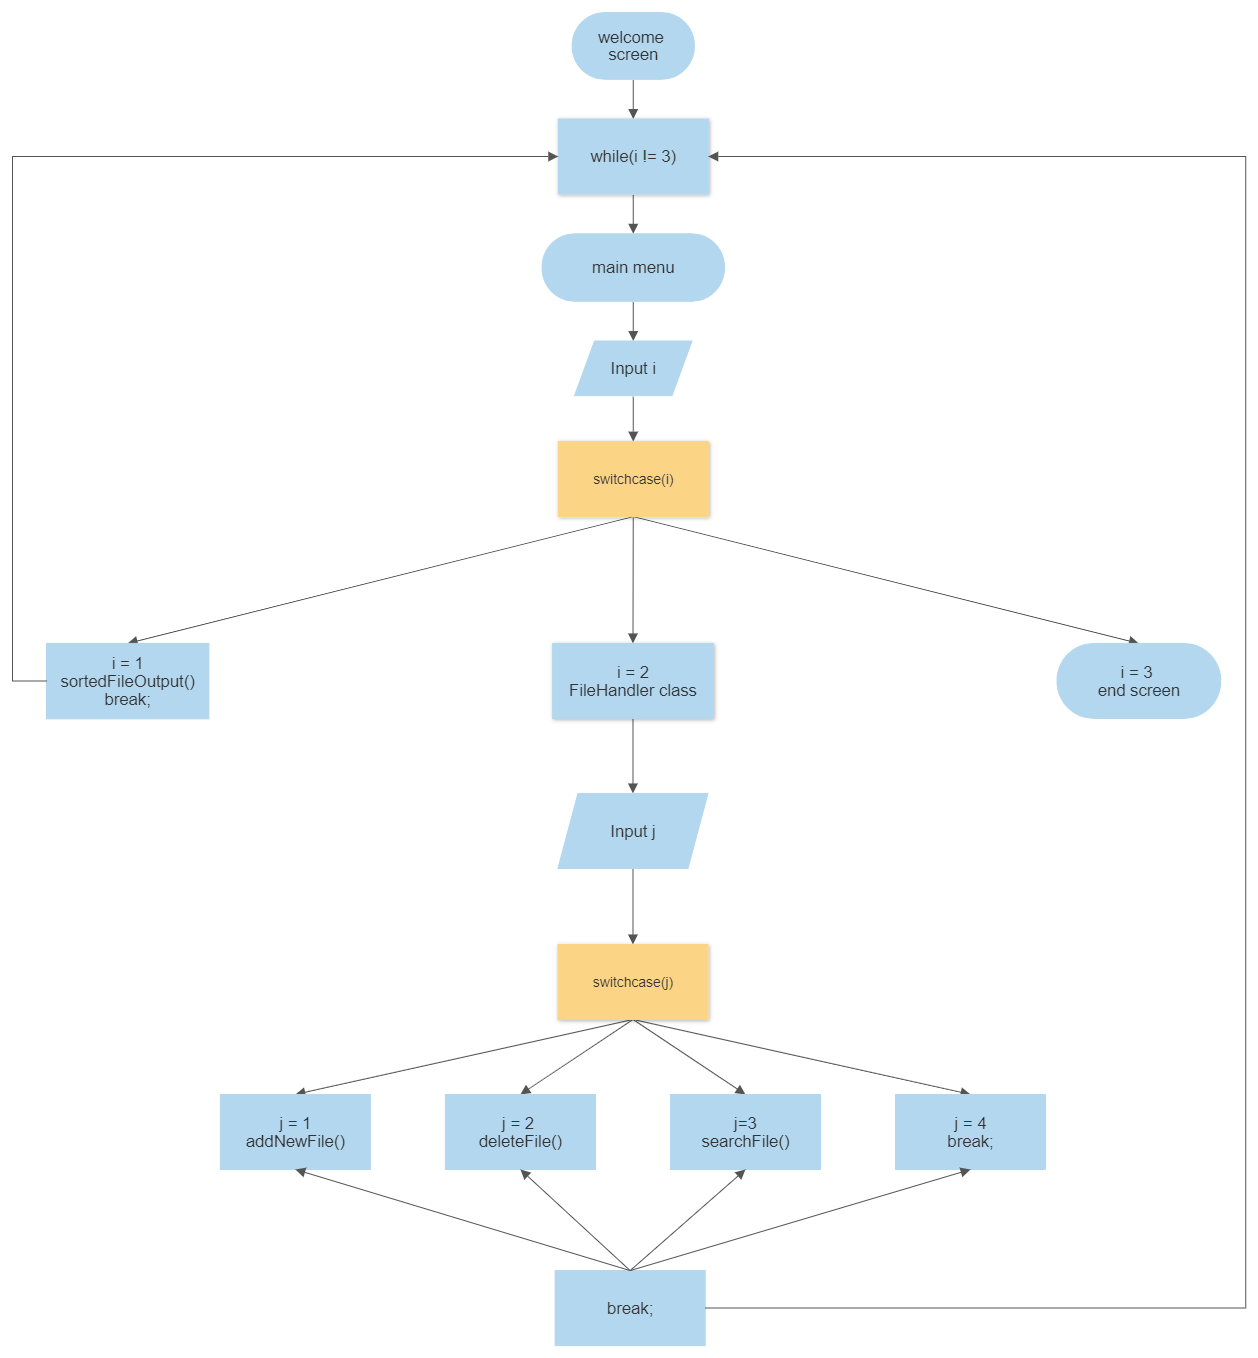 welcome
screen
while(i != 3)
main menu
Input i
switchcase(i)
i = 1
sortedFileOutput()
break;
i = 2
FileHandler class
i = 3
end screen
Input j
switchcase(j)
j = 1
addNewFile()
j = 2
deleteFile()
j=3
searchFile()
j = 4
break;
break;